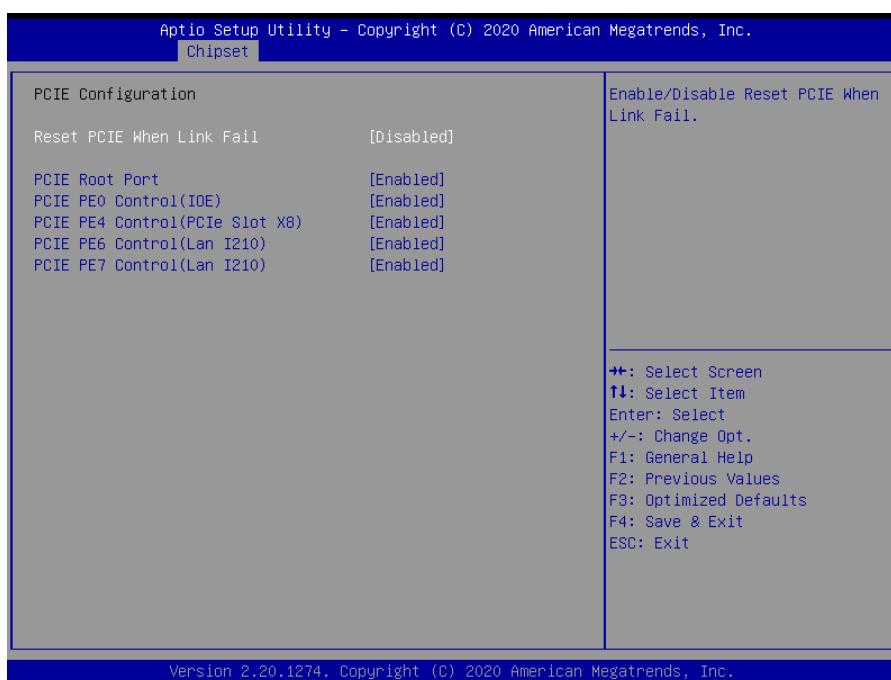 Aptio Setup Utility – Copyright (C) 2020 American Megatrends, Inc.
Chipset
PCIE Configuration
Reset PCIE When Link Fail [Disabled]
PCIE Root Port [Enabled]
PCIE PE0 Control(IOE) [Enabled]
PCIE PE4 Control(PCIe Slot X8) [Enabled]
PCIE PE6 Control(Lan I210) [Enabled]
PCIE PE7 Control(Lan I210) [Enabled]
Enable/Disable Reset PCIE When
Link Fail.
→←: Select Screen
↑↓: Select Item
Enter: Select
+/-: Change Opt.
F1: General Help
F2: Previous Values
F3: Optimized Defaults
F4: Save & Exit
ESC: Exit
Version 2.20.1274. Copyright (C) 2020 American Megatrends, Inc.